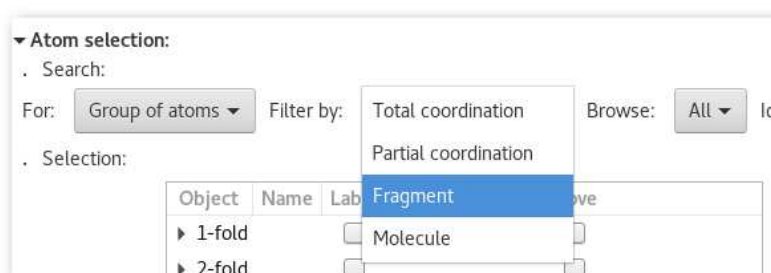 Atom selection:
. Search:
For: Group of atoms Filter by: Total coordination Browse: All
Partial coordination
. Selection:
Fragment
Object Name Lab
1-fold
Molecule
2-fold